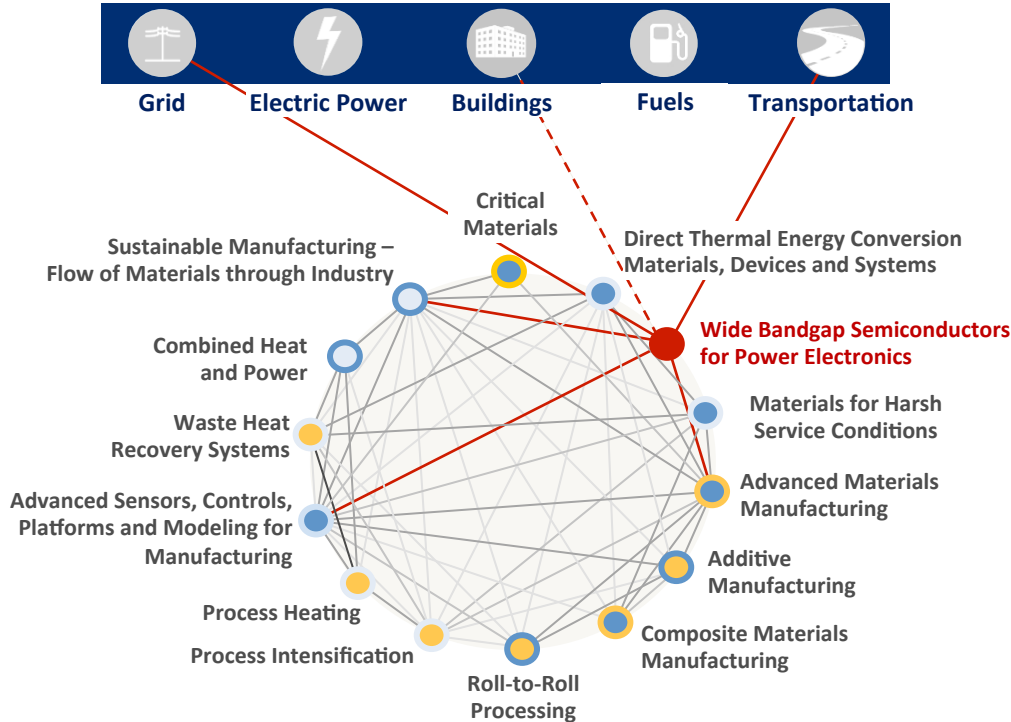 Grid
Electric Power
Buildings
Fuels
Transportation
Critical
Materials
Sustainable Manufacturing –
Flow of Materials through Industry
Direct Thermal Energy Conversion
Materials, Devices and Systems
Wide Bandgap Semiconductors
for Power Electronics
Combined Heat
and Power
Materials for Harsh
Service Conditions
Waste Heat
Recovery Systems
Advanced Materials
Manufacturing
Advanced Sensors, Controls,
Platforms and Modeling for
Manufacturing
Additive
Manufacturing
Process Heating
Composite Materials
Manufacturing
Process Intensification
Roll-to-Roll
Processing